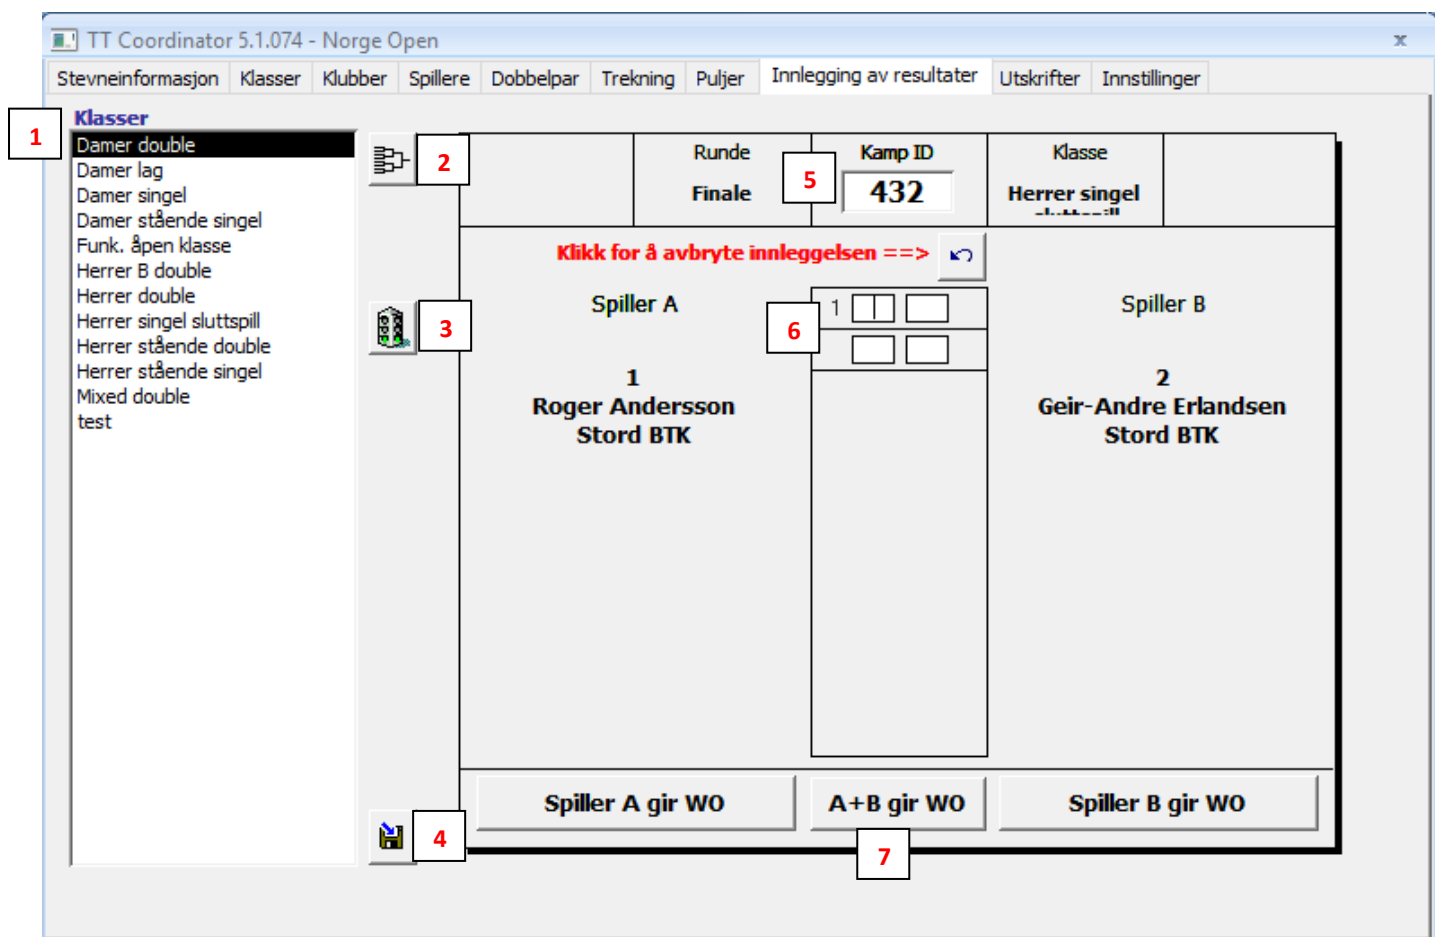 TT Coordinator 5.1.074 - Norge Open
x
Stevneinformasjon Klasser Klubber Spillere Dobbelpar Trekning Puljer Innlegging av resultater Utskrifter Innstillinger
1
Klasser
Damer double
Damer lag
Damer singel
Damer stående singel
Funk. åpen klasse
Herrer B double
Herrer double
Herrer singel sluttspill
Herrer stående double
Herrer stående singel
Mixed double
test
2
3
4
Runde
Finale
5
Kamp ID
432
Klasse
Herrer singel
sluttspill
Klikk for å avbryte innleggelsen ==>
Spiller A
1
Roger Andersson
Stord BTK
6
1
Spiller B
2
Geir-Andre Erlandsen
Stord BTK
Spiller A gir WO
A+B gir WO
Spiller B gir WO
7